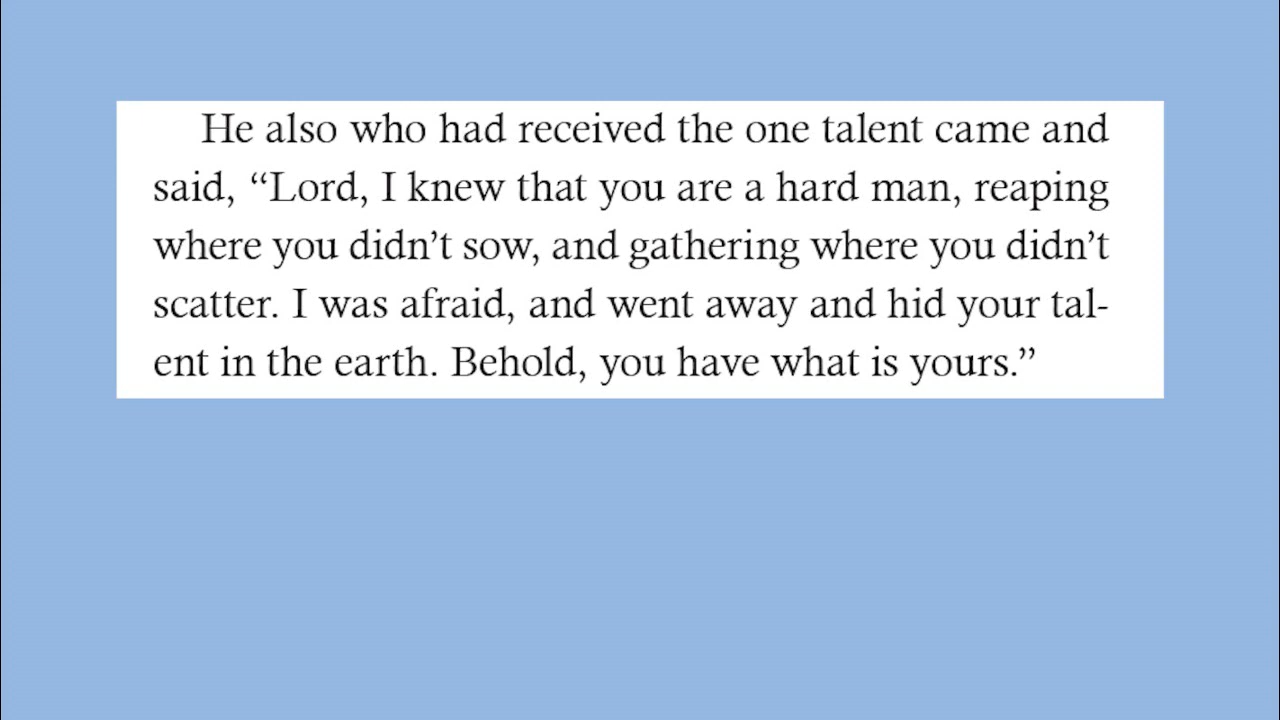 He also who had received the one talent came and
said, “Lord, I knew that you are a hard man, reaping
where you didn’t sow, and gathering where you didn’t
scatter. I was afraid, and went away and hid your tal-
ent in the earth. Behold, you have what is yours.”